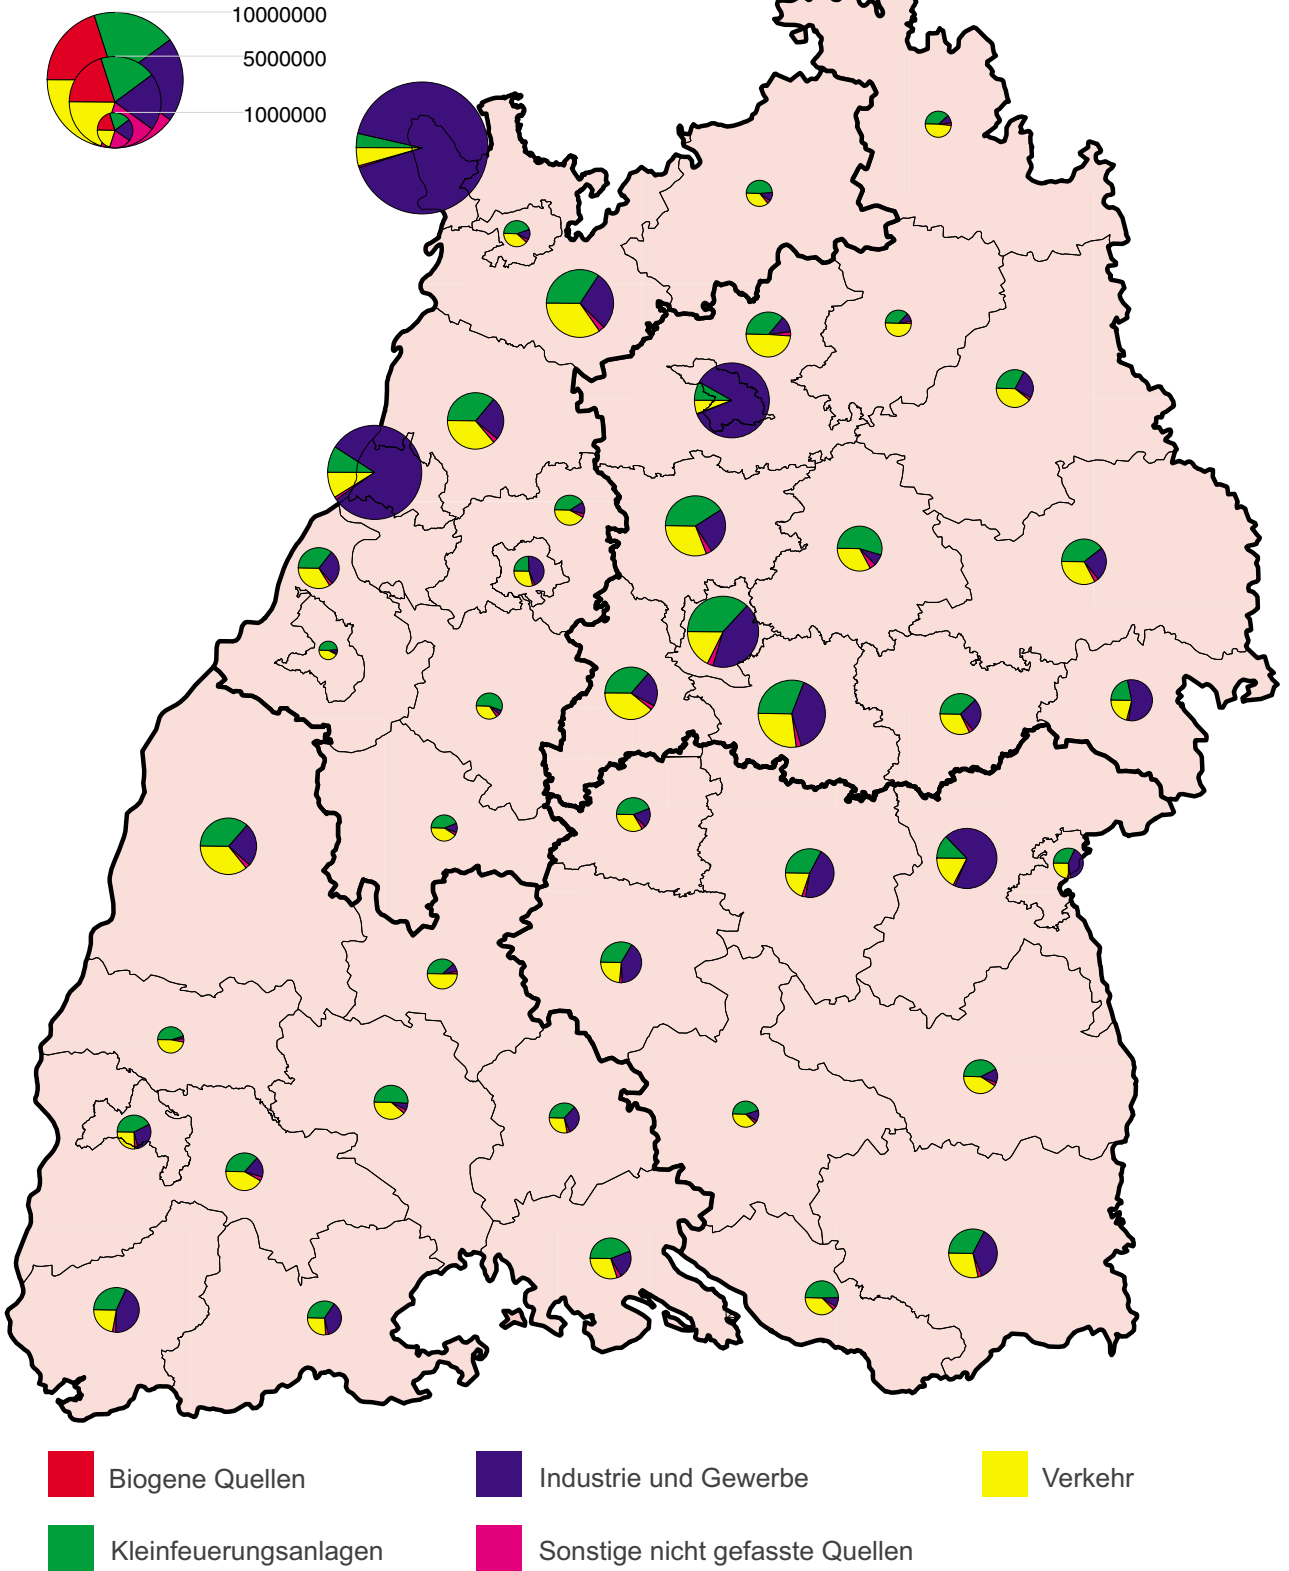 10000000
5000000
1000000
Biogene Quellen
Industrie und Gewerbe
Verkehr
Kleinfeuerungsanlagen
Sonstige nicht gefasste Quellen